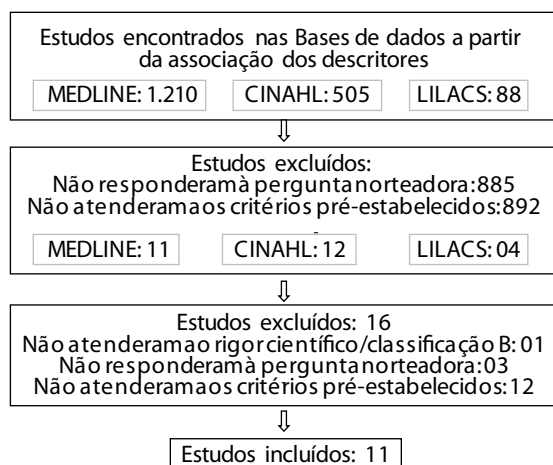 Estudos encontrados nas Bases de dados a partir
da associação dos descritores
MEDLINE: 1.210 CINAHL: 505 LILACS: 88
Estudos excluídos:
Não responderam à pergunta norteadora: 885
Não atenderam aos critérios pré-estabelecidos: 892
MEDLINE: 11 CINAHL: 12 LILACS: 04
Estudos excluídos: 16
Não atenderam ao rigor científico/classificação B: 01
Não responderam à pergunta norteadora: 03
Não atenderam aos critérios pré-estabelecidos: 12
Estudos incluídos: 11